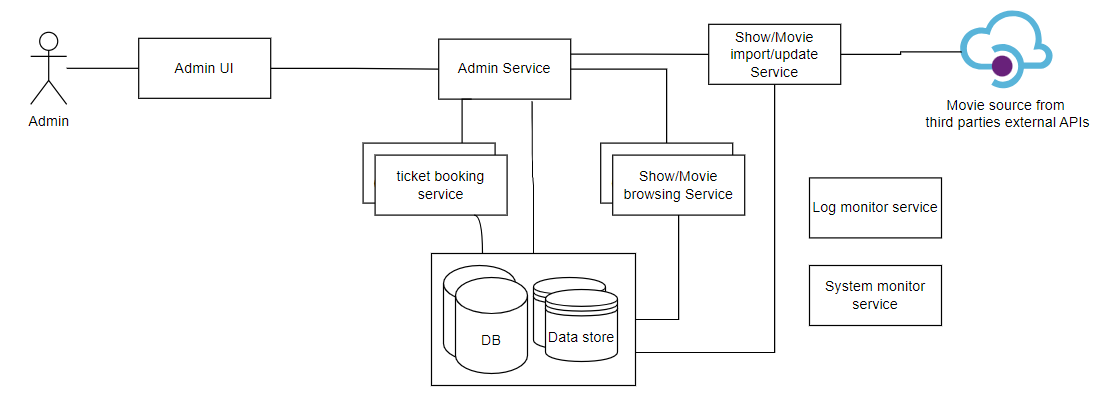 Admin
Admin UI
Admin Service
Show/Movie
import/update
Service
Movie source from
third parties external APIs
ticket booking
service
Show/Movie
browsing Service
Log monitor service
System monitor
service
DB
Data store